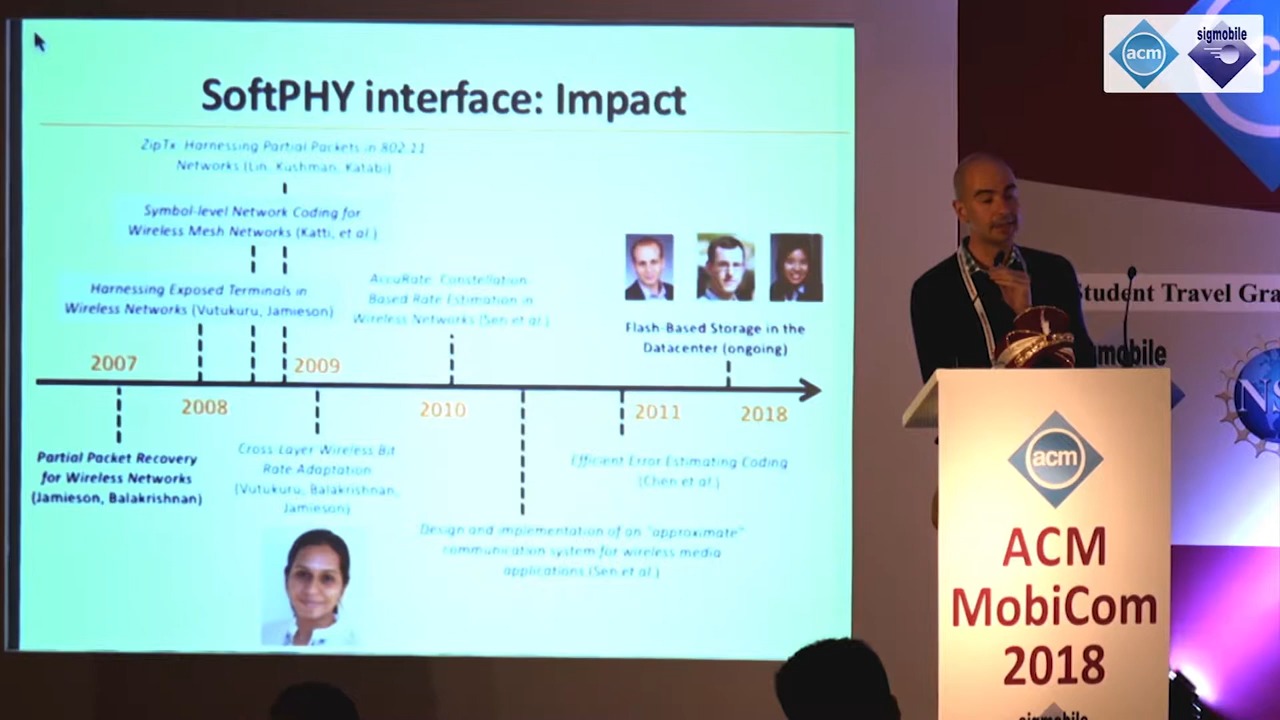 SoftPHY interface: Impact
ZipTx: Harnessing Partial Packets in 802.11
Networks (Lin, Kushman, Katabi)
Symbol-level Network Coding for
Wireless Mesh Networks (Katti, et al.)
Harnessing Exposed Terminals in
Wireless Networks (Vutukuru, Jamieson)
AccuRate: Constellation
Based Rate Estimation in
Wireless Networks (Sen et al.)
Flash-Based Storage in the
Datacenter (ongoing)
2007
2009
2008
2010
2011
2018
Partial Packet Recovery
for Wireless Networks
(Jamieson, Balakrishnan)
Cross-Layer Wireless Bit
Rate Adaptation
(Vutukuru, Balakrishnan,
Jamieson)
Efficient Error Estimating Coding
(Chen et al.)
Design and implementation of an "approximate"
communication system for wireless media
applications (Sen et al.)
acm
sigmobile
Student Travel Gra
mobile
NS
acm
ACM
MobiCom
2018
sigmobile